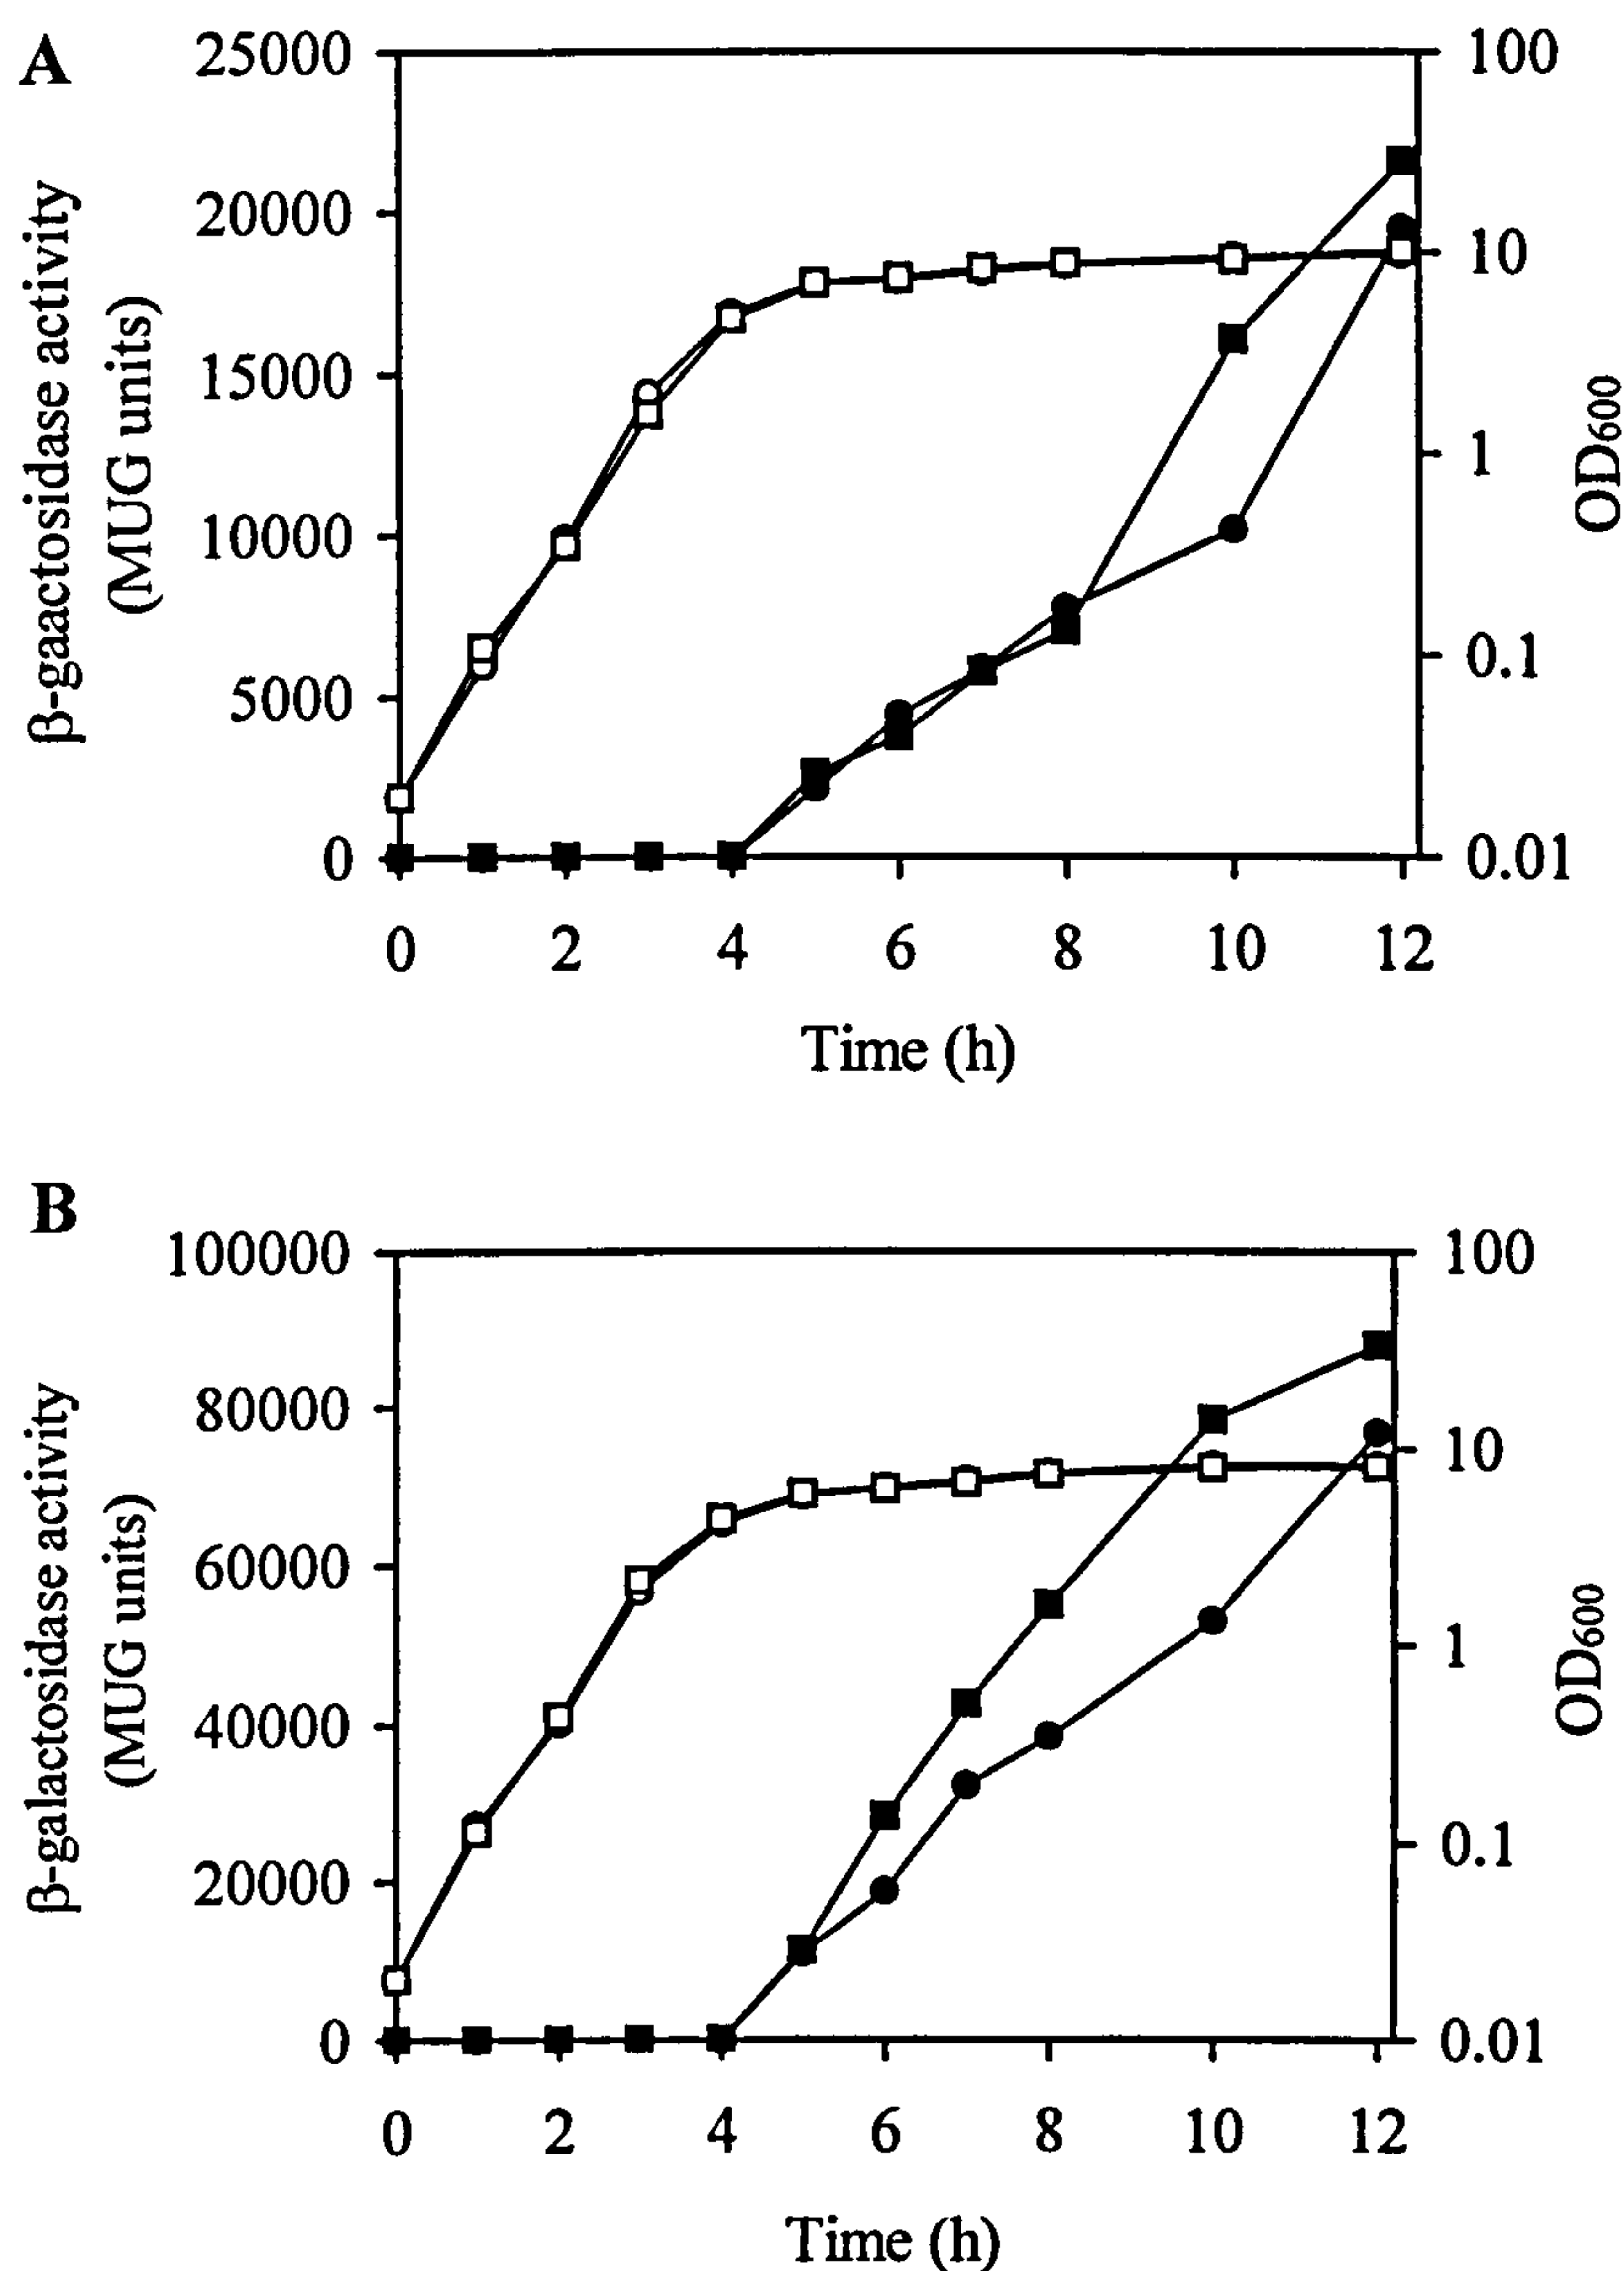 A
β-gaactosidase activity
(MUG units)
25000
20000
15000
10000
5000
0
100
10
1
0.1
0.01
OD600
0 2 4 6 8 10 12
Time (h)
B
β-galactosidase activity
(MUG units)
100000
80000
60000
40000
20000
0
100
10
1
0.1
0.01
OD600
0 2 4 6 8 10 12
Time (h)